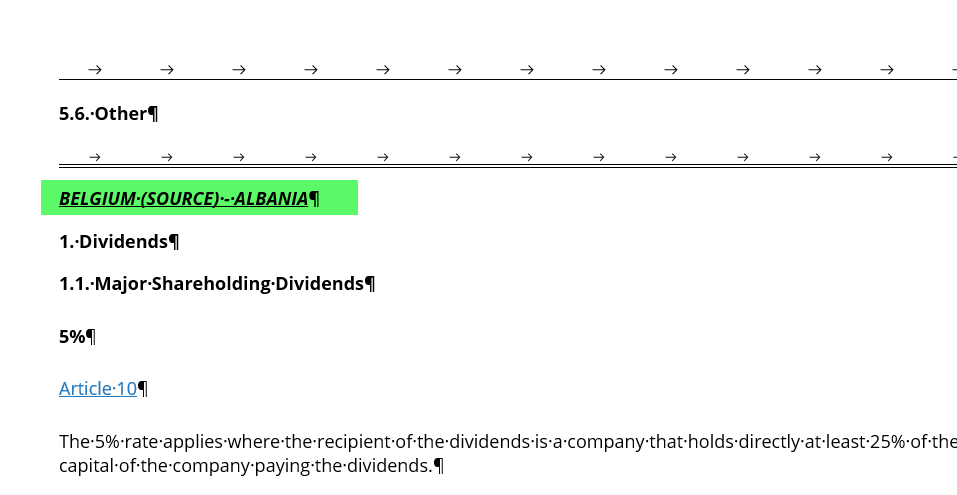 5.6. Other
BELGIUM (SOURCE) - ALBANIA
1. Dividends
1.1. Major Shareholding Dividends
5%
Article 10
The 5% rate applies where the recipient of the dividends is a company that holds directly at least 25% of the
capital of the company paying the dividends.